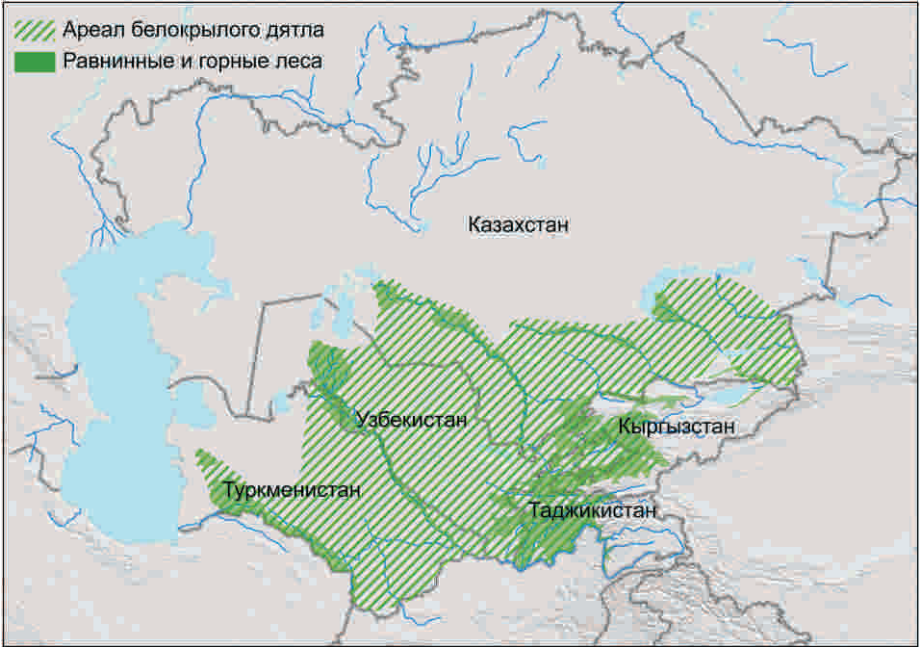 Ареал белокрылого дятла
Равнинные и горные леса
Казахстан
Узбекистан
Кыргызстан
Туркменистан
Таджикистан